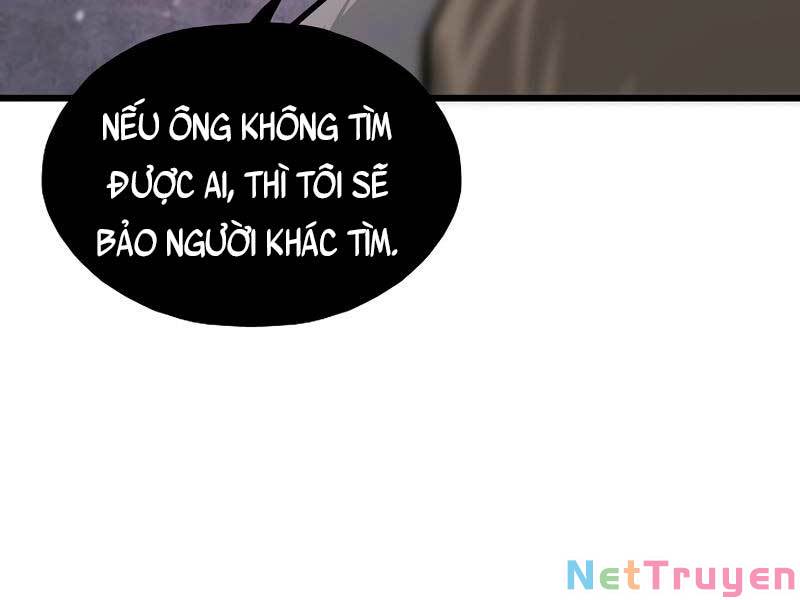 NẾU ÔNG KHÔNG TÌM
ĐƯỢC AI, THÌ TÔI SẼ
BẢO NGƯỜI KHÁC TÌM.
NetTruyen